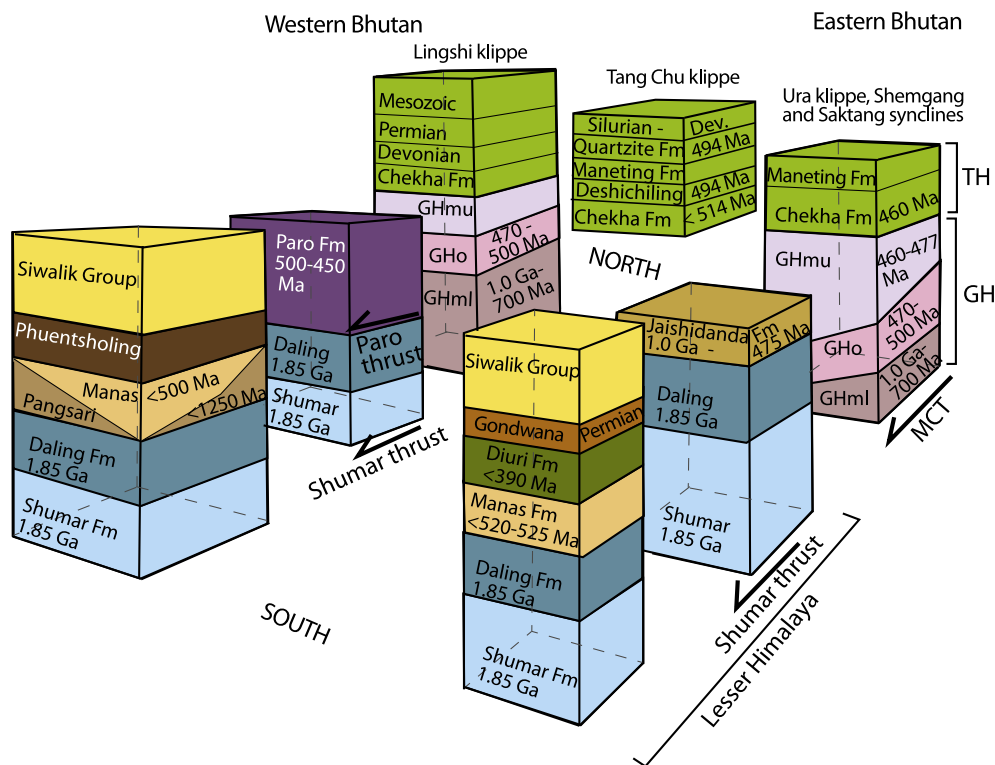 Western Bhutan
Eastern Bhutan
Lingshi klippe
Tang Chu klippe
Ura klippe, Shemgang
and Saktang synclines
Mesozoic
Permian
Devonian
Chekha Fm
GHmu
GHo
470 -
500 Ma
GHml
1.0 Ga-
700 Ma
Silurian - Dev.
Quartzite Fm 494 Ma
Maneting Fm
Deshichiling 494 Ma
Chekha Fm < 514 Ma
NORTH
Maneting Fm
Chekha Fm 460 Ma
GHmu
460-477
Ma
GHo
470-
500 Ma
GHml
1.0 Ga-
700 Ma
TH
GH
MCT
Siwalik Group
Phuentsholing
Manas <500 Ma
Pangsari <1250 Ma
Daling Fm
1.85 Ga
Shumar Fm
1.85 Ga
Paro Fm
500-450
Ma
Paro
thrust
Daling
1.85 Ga
Shumar
1.85 Ga
Shumar thrust
SOUTH
Siwalik Group
Gondwana Permian
Diuri Fm
<390 Ma
Manas Fm
<520-525 Ma
Daling Fm
1.85 Ga
Shumar Fm
1.85 Ga
Jaishidanda Fm
1.0 Ga - 475 Ma
Daling
1.85 Ga
Shumar
1.85 Ga
Shumar thrust
Lesser Himalaya